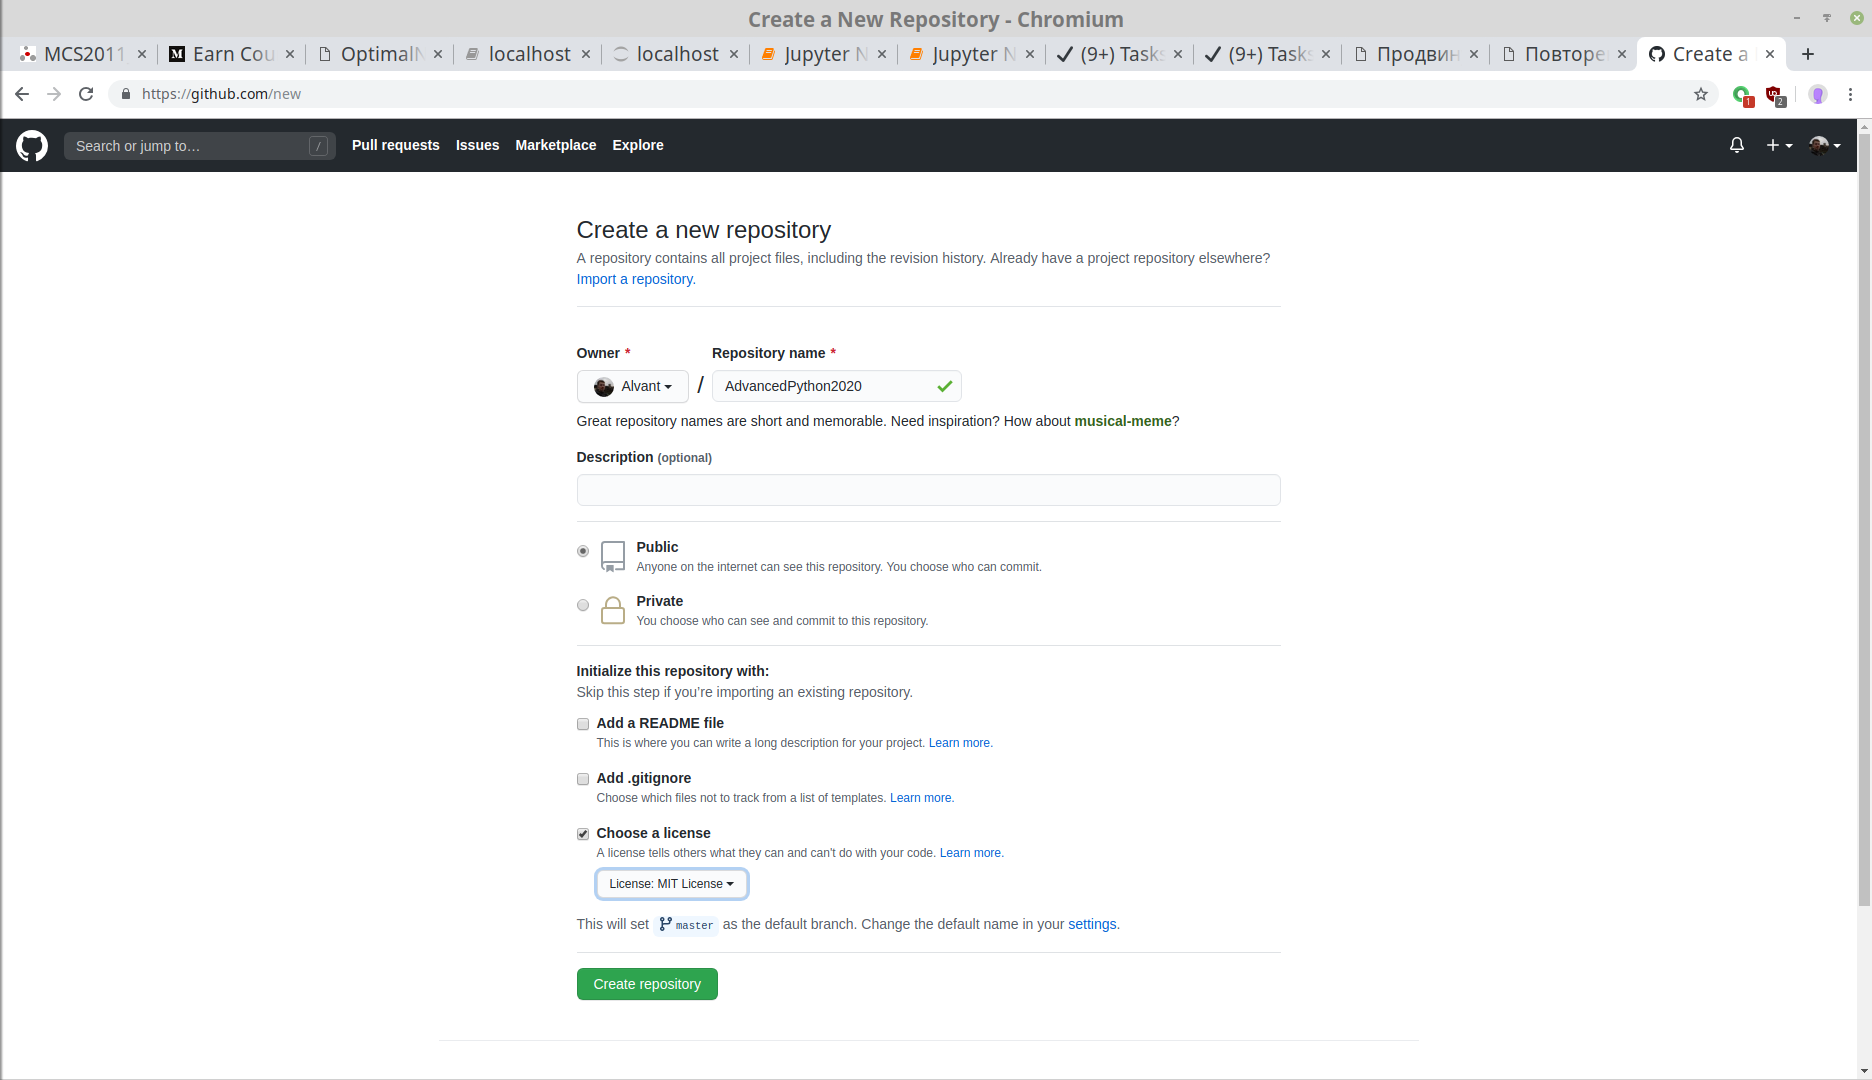 Create a New Repository - Chromium
MCS2011
Earn Cou
Optimal
localhost
localhost
Jupyter N
Jupyter N
(9+) Tasks
(9+) Tasks
Продвин
Повторе
Create a
https://github.com/new
1
2
Search or jump to…
/
Pull requests
Issues
Marketplace
Explore
Create a new repository
A repository contains all project files, including the revision history. Already have a project repository elsewhere?
Import a repository.
Owner *
Repository name *
Alvant
/
AdvancedPython2020
Great repository names are short and memorable. Need inspiration? How about musical-meme?
Description (optional)
Public
Anyone on the internet can see this repository. You choose who can commit.
Private
You choose who can see and commit to this repository.
Initialize this repository with:
Skip this step if you’re importing an existing repository.
Add a README file
This is where you can write a long description for your project. Learn more.
Add .gitignore
Choose which files not to track from a list of templates. Learn more.
Choose a license
A license tells others what they can and can't do with your code. Learn more.
License: MIT License
This will set master as the default branch. Change the default name in your settings.
Create repository